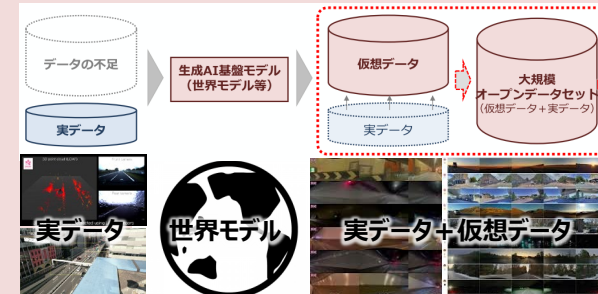 データの不足
実データ
生成AI基盤モデル
（世界モデル等）
仮想データ
実データ
大規模
オープンデータセット
（仮想データ＋実データ）
実データ
世界モデル
実データ＋仮想データ